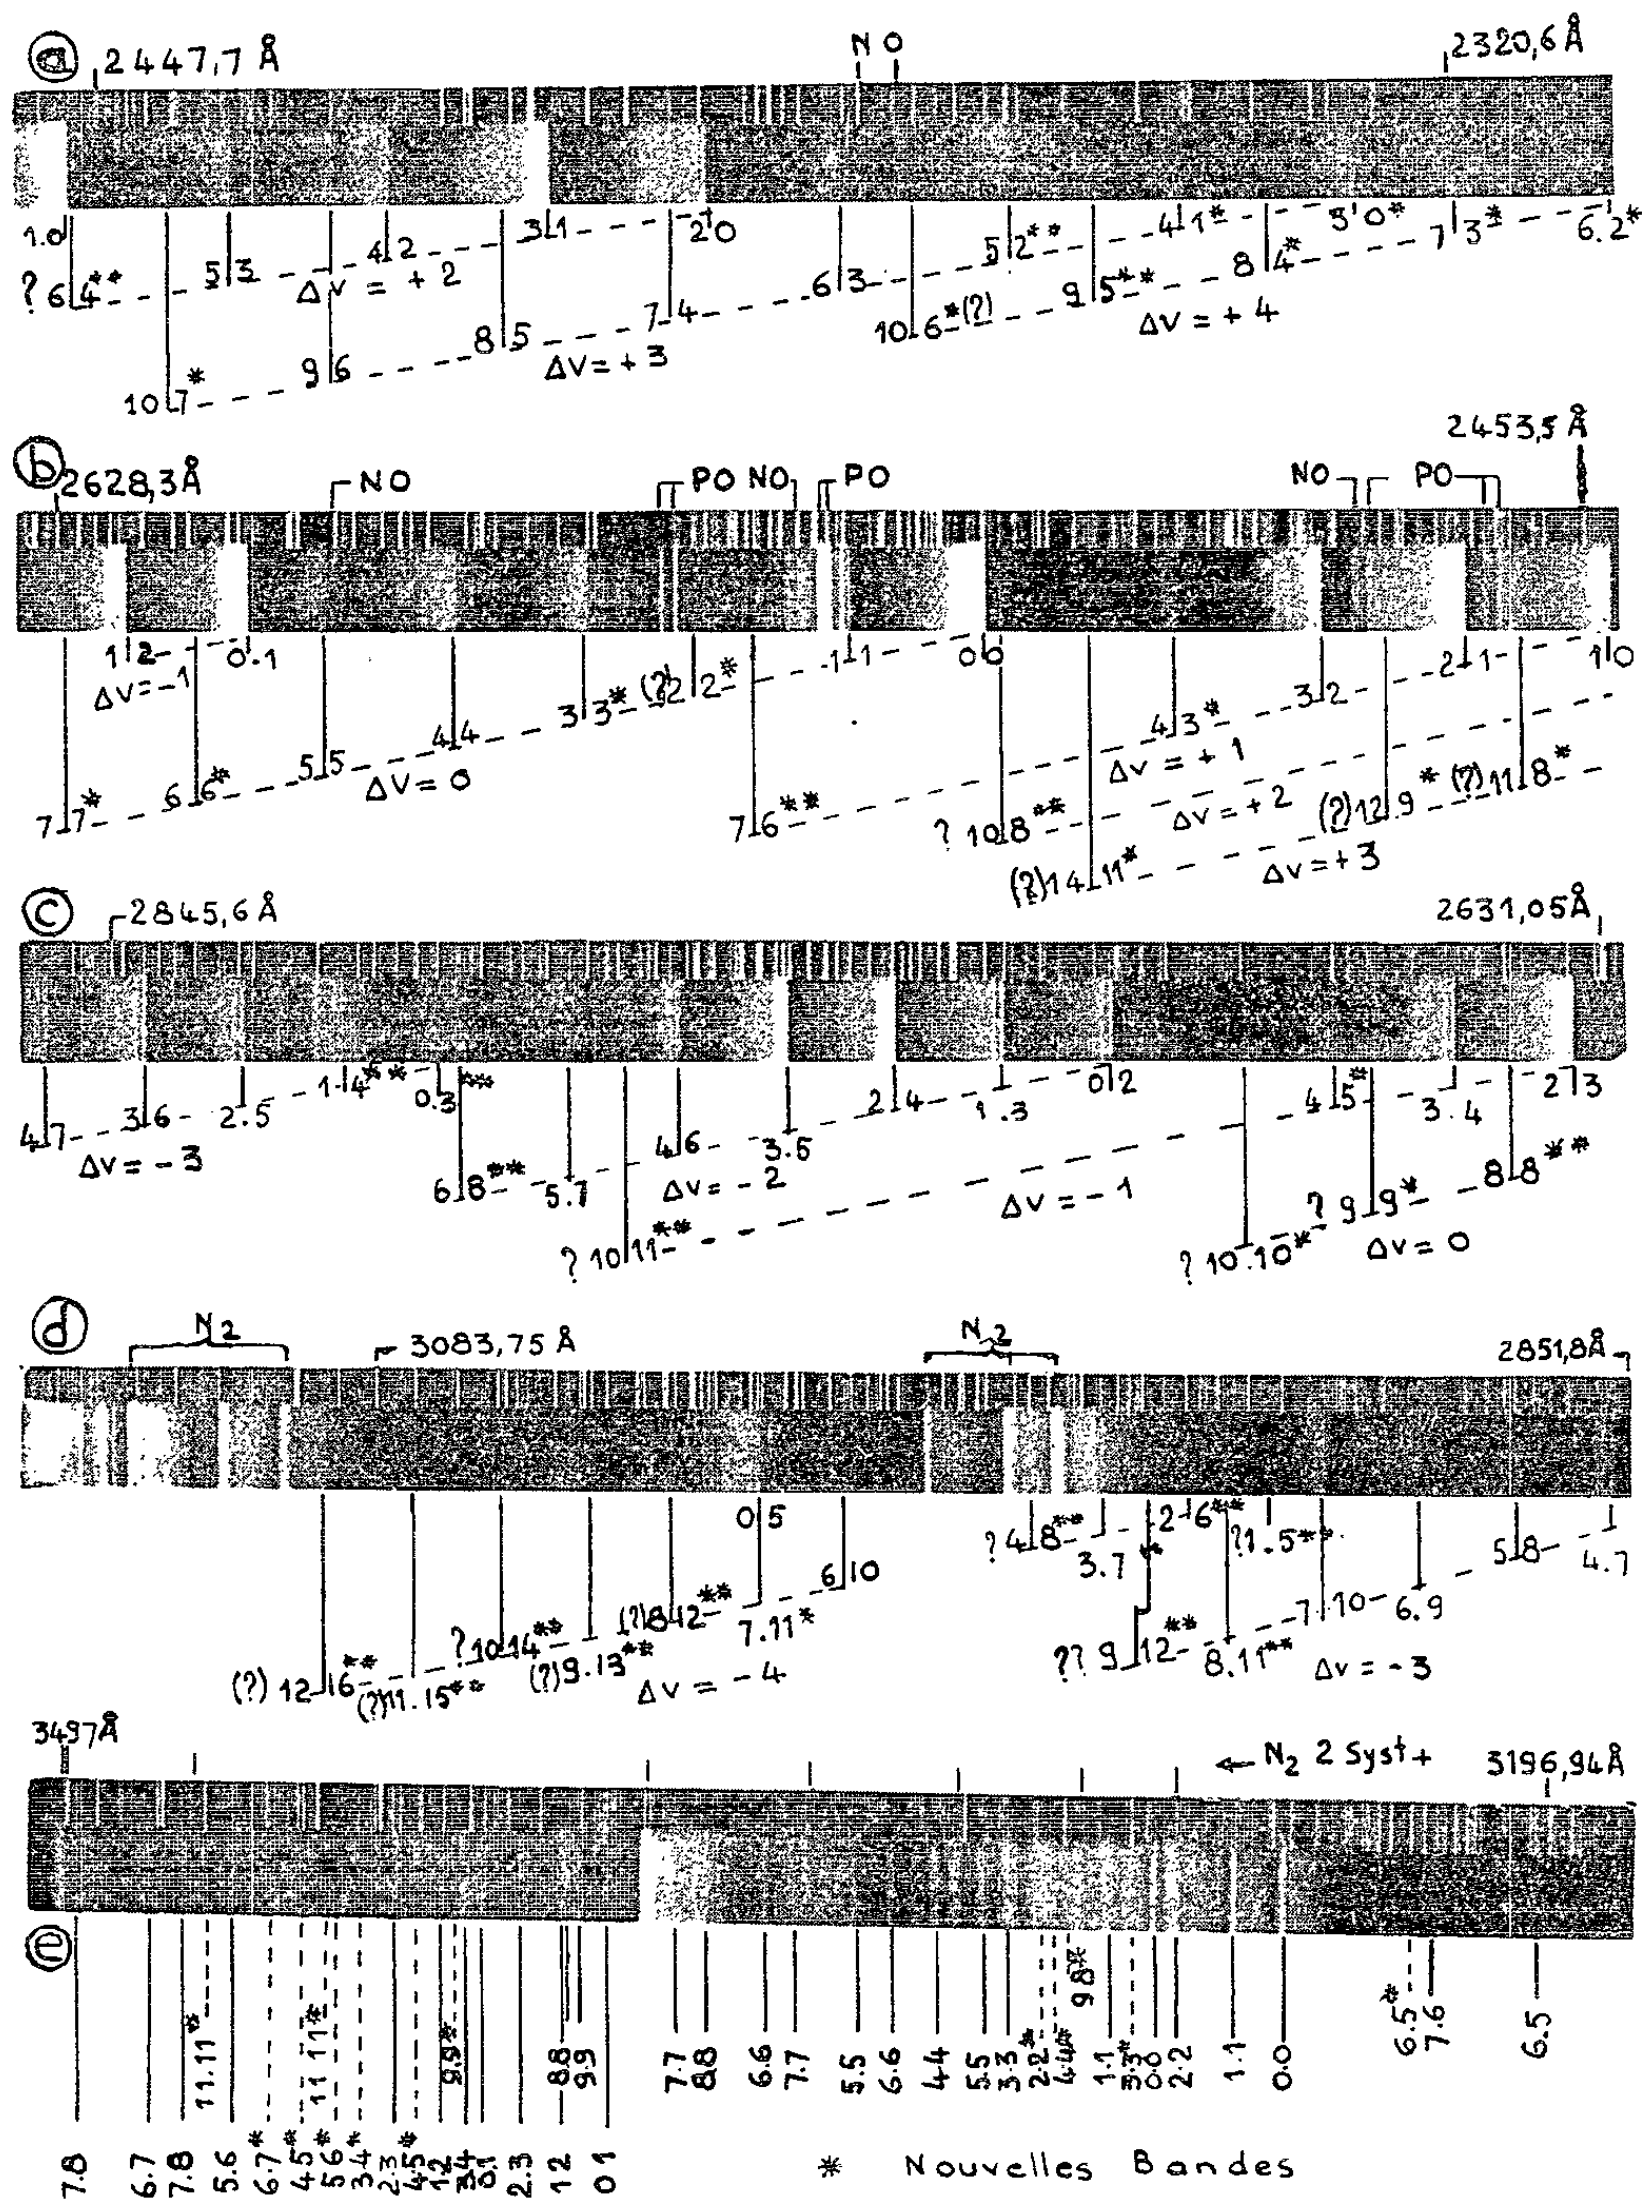 a 2447,7 Å N O 2320,6 Å
1.0 5 3 4 2 3 1 2 0 6 3 5 2** 4 1* 5 0* 7 3* 6.2*
? 6 4** Δv = + 2 7 4 10 6*(?) 9 5** 8 4* Δv = + 4
10 7* 9 6 8 5 Δv = + 3
b 2628,3Å NO PO NO PO NO PO 2453,5 Å
1 2 0.1 1 1 0 0 2 1 1 0
Δv = -1 3 3* (?) 2 2* 4 3* 3 2
7 7* 6 6* 5 5 4 4 Δv = 0 7 6** Δv = + 1
? 10 8** Δv = + 2 (?) 12.9* (?) 11 8*
(?) 14 11* Δv = + 3
c 2845,6 Å 2631,05Å
4 7 3 6 2.5 1 4** 0.3** 2 4 1.3 0 2 4 5* 3.4 2 3
Δv = - 3 6 8** 5.7 4 6 3.5 Δv = - 2 Δv = - 1
? 10 11** ? 10.10* ? 9 9* 8 8** Δv = 0
d N2 3083,75 Å N2 2851,8Å
0 5 6 10 ? 4 8** 3.7** 2 6** ? 1.5** 5 8 4.7
(?) 12 16** (?) 11.15** ? 10 14** (?) 9.13** (?) 8 12** 7.11* ?? 9 12** 8.11** 7 10 6.9
Δv = - 4 Δv = - 3
3497Å ← N2 2 Syst + 3196,94Å
e
11.11* 11 11* 9.9* 8.8 9.9 7.7 8.8 6.6 7.7 5.5 6.6 4.4 5.5 3.3 2.2* 4.4* 9 8* 1.1 3.3* 0.0 2.2 1.1 0.0 6.5* 7.6 6.5
7.8 6.7 7.8 5.6 6.7* 4.5* 5.6* 3.4* 2.3 4.5* 1 2 3.4 0.1 2.3 1 2 0 1
* Nouvelles Bandes